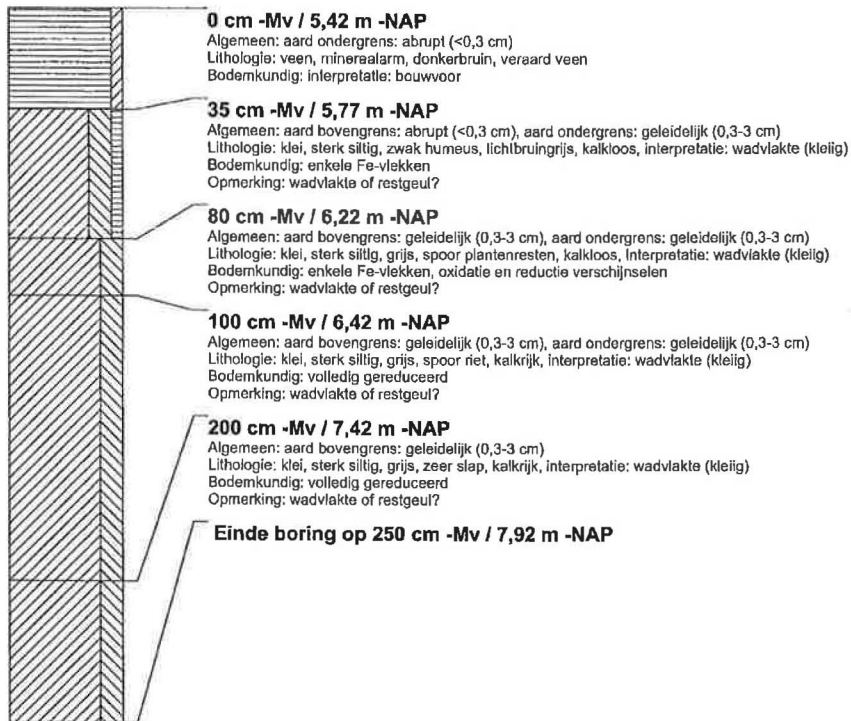 0 cm -Mv / 5,42 m -NAP
Algemeen: aard ondergrens: abrupt (<0,3 cm)
Lithologie: veen, mineraalarm, donkerbruin, veraard veen
Bodemkundig: interpretatie: bouwvoor
35 cm -Mv / 5,77 m -NAP
Algemeen: aard bovengrens: abrupt (<0,3 cm), aard ondergrens: geleidelijk (0,3-3 cm)
Lithologie: klei, sterk siltig, zwak humeus, lichtbruingrijs, kalkloos, interpretatie: wadvlakte (kleiig)
Bodemkundig: enkele Fe-vlekken
Opmerking: wadvlakte of restgeul?
80 cm -Mv / 6,22 m -NAP
Algemeen: aard bovengrens: geleidelijk (0,3-3 cm), aard ondergrens: geleidelijk (0,3-3 cm)
Lithologie: klei, sterk siltig, grijs, spoor plantenresten, kalkloos, interpretatie: wadvlakte (kleiig)
Bodemkundig: enkele Fe-vlekken, oxidatie en reductie verschijnselen
Opmerking: wadvlakte of restgeul?
100 cm -Mv / 6,42 m -NAP
Algemeen: aard bovengrens: geleidelijk (0,3-3 cm), aard ondergrens: geleidelijk (0,3-3 cm)
Lithologie: klei, sterk siltig, grijs, spoor riet, kalkrijk, interpretatie: wadvlakte (kleiig)
Bodemkundig: volledig gereduceerd
Opmerking: wadvlakte of restgeul?
200 cm -Mv / 7,42 m -NAP
Algemeen: aard bovengrens: geleidelijk (0,3-3 cm)
Lithologie: klei, sterk siltig, grijs, zeer slap, kalkrijk, interpretatie: wadvlakte (kleiig)
Bodemkundig: volledig gereduceerd
Opmerking: wadvlakte of restgeul?
Einde boring op 250 cm -Mv / 7,92 m -NAP